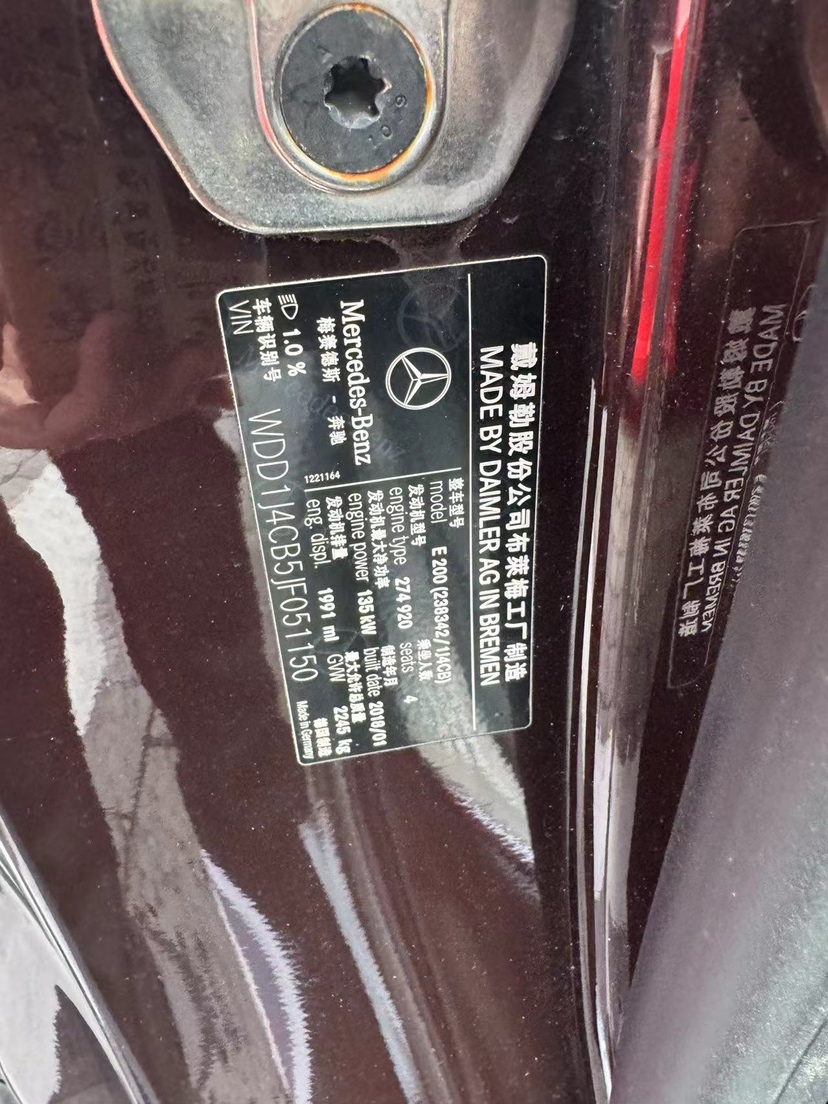 戴姆勒股份公司布莱梅工厂制造
MADE BY DAIMLER AG IN BREMEN
Mercedes-Benz
梅赛德斯 - 奔驰
1221164
整车型号
model E 200 (238342/1J4CB)
发动机型号 乘坐人数
engine type 274 920 seats 4
发动机最大净功率 制造年月
engine power 135 kW built date 2018/01
发动机排量 最大允许总质量
eng. displ. 1991 ml GVW 2245 kg
1.0 %
车辆识别号
VIN WDD1J4CB5JF051150
德国制造
Made in Germany
10.9